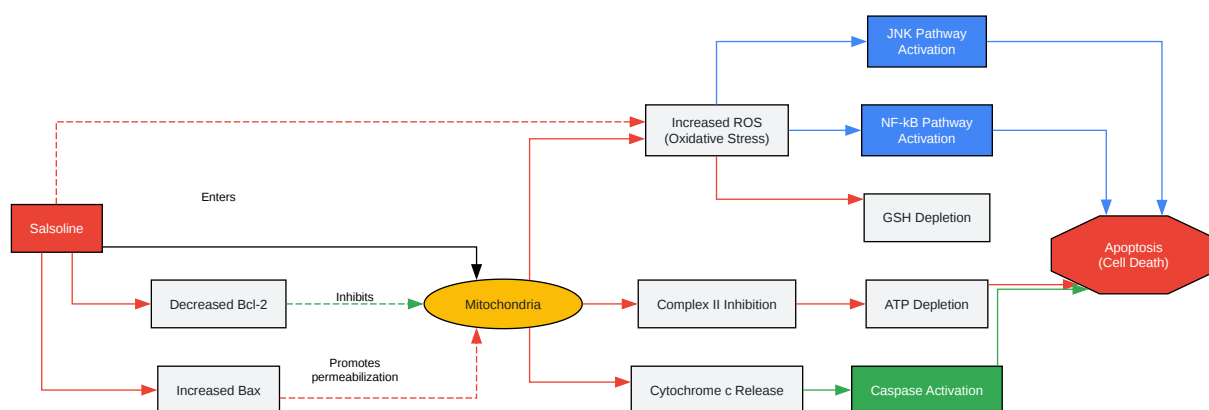 JNK Pathway
Activation
Increased ROS
(Oxidative Stress)
NF-kB Pathway
Activation
Enters
Salsoline
GSH Depletion
Apoptosis
(Cell Death)
Decreased Bcl-2
Inhibits
Mitochondria
Complex II Inhibition
ATP Depletion
Increased Bax
Promotes
permeabilization
Cytochrome c Release
Caspase Activation